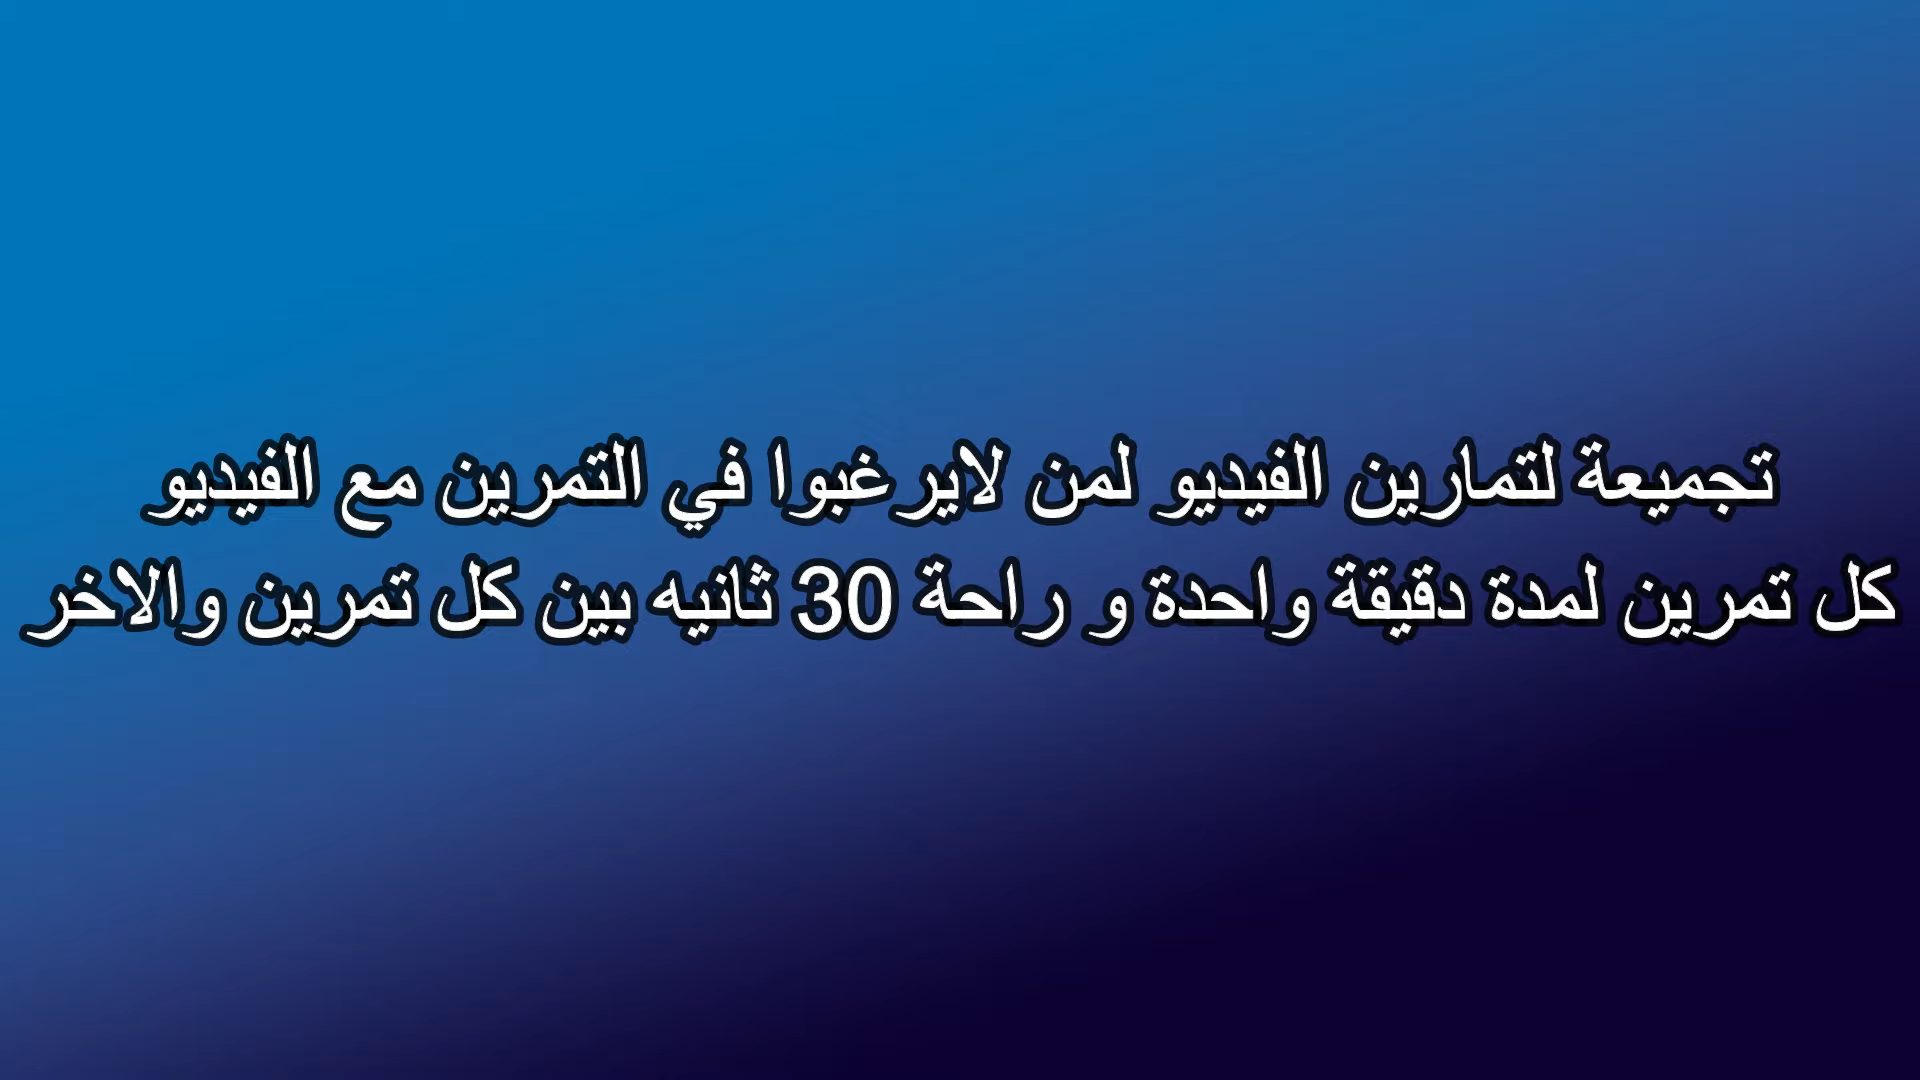 تجميعة لتمارين الفيديو لمن لايرغبوا في التمرين مع الفيديو
كل تمرين لمدة دقيقة واحدة و راحة 30 ثانيه بين كل تمرين والاخر